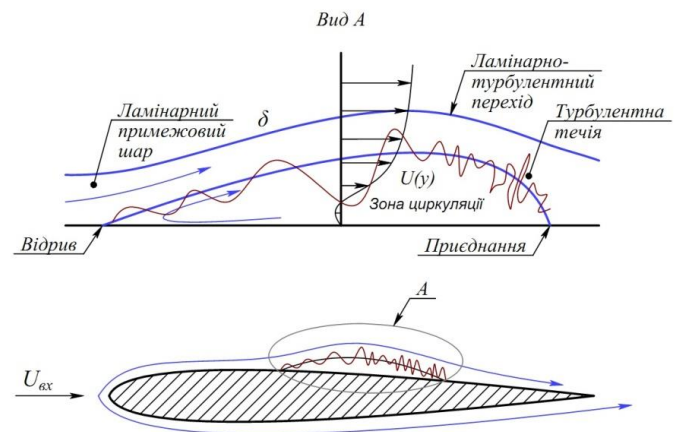 Вид А
Ламінарно-
турбулентний
перехід
Ламінарний
примежовий
шар
δ
Турбулентна
течія
U(y)
Зона циркуляції
Відрив
Приєднання
А
Uвх